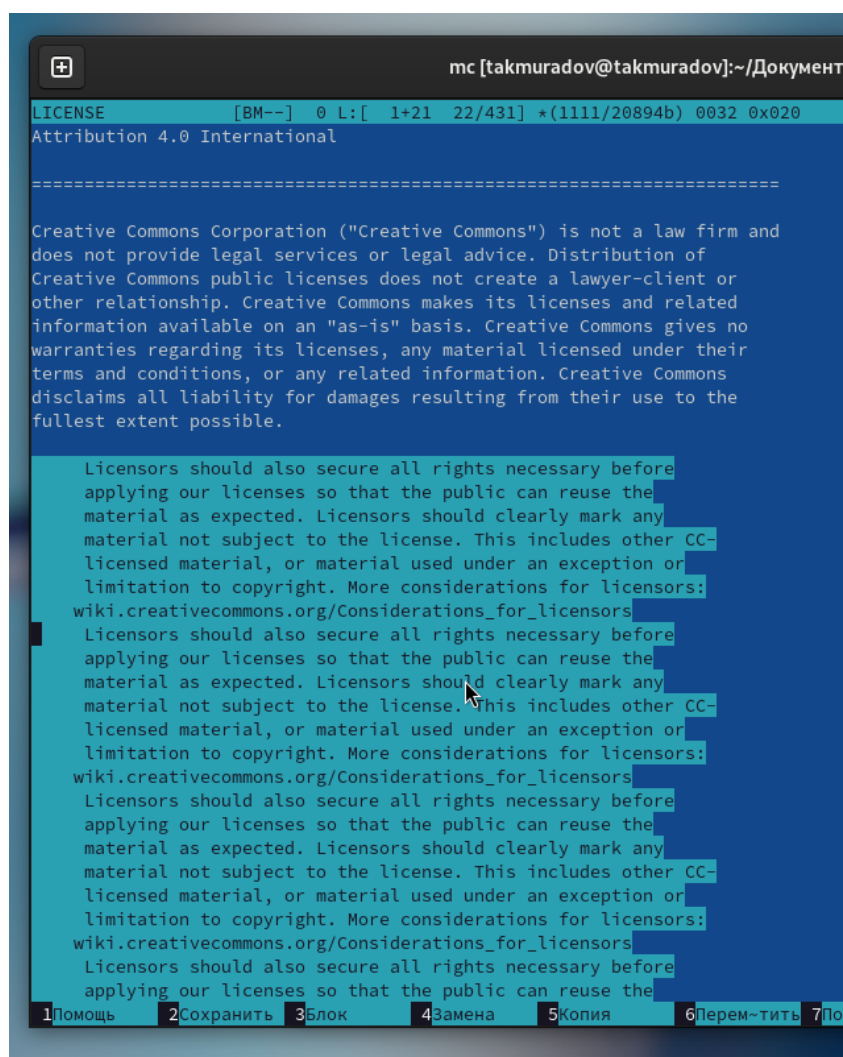 mc [takmuradov@takmuradov]:~/Документ
LICENSE [BM--] 0 L:[ 1+21 22/431] *(1111/20894b) 0032 0x020
Attribution 4.0 International
=======================================================================
Creative Commons Corporation ("Creative Commons") is not a law firm and
does not provide legal services or legal advice. Distribution of
Creative Commons public licenses does not create a lawyer-client or
other relationship. Creative Commons makes its licenses and related
information available on an "as-is" basis. Creative Commons gives no
warranties regarding its licenses, any material licensed under their
terms and conditions, or any related information. Creative Commons
disclaims all liability for damages resulting from their use to the
fullest extent possible.
Licensors should also secure all rights necessary before
applying our licenses so that the public can reuse the
material as expected. Licensors should clearly mark any
material not subject to the license. This includes other CC-
licensed material, or material used under an exception or
limitation to copyright. More considerations for licensors:
wiki.creativecommons.org/Considerations_for_licensors
Licensors should also secure all rights necessary before
applying our licenses so that the public can reuse the
material as expected. Licensors should clearly mark any
material not subject to the license. This includes other CC-
licensed material, or material used under an exception or
limitation to copyright. More considerations for licensors:
wiki.creativecommons.org/Considerations_for_licensors
Licensors should also secure all rights necessary before
applying our licenses so that the public can reuse the
material as expected. Licensors should clearly mark any
material not subject to the license. This includes other CC-
licensed material, or material used under an exception or
limitation to copyright. More considerations for licensors:
wiki.creativecommons.org/Considerations_for_licensors
Licensors should also secure all rights necessary before
applying our licenses so that the public can reuse the
1Помощь 2Сохранить 3Блок 4Замена 5Копия 6Перем~тить 7По